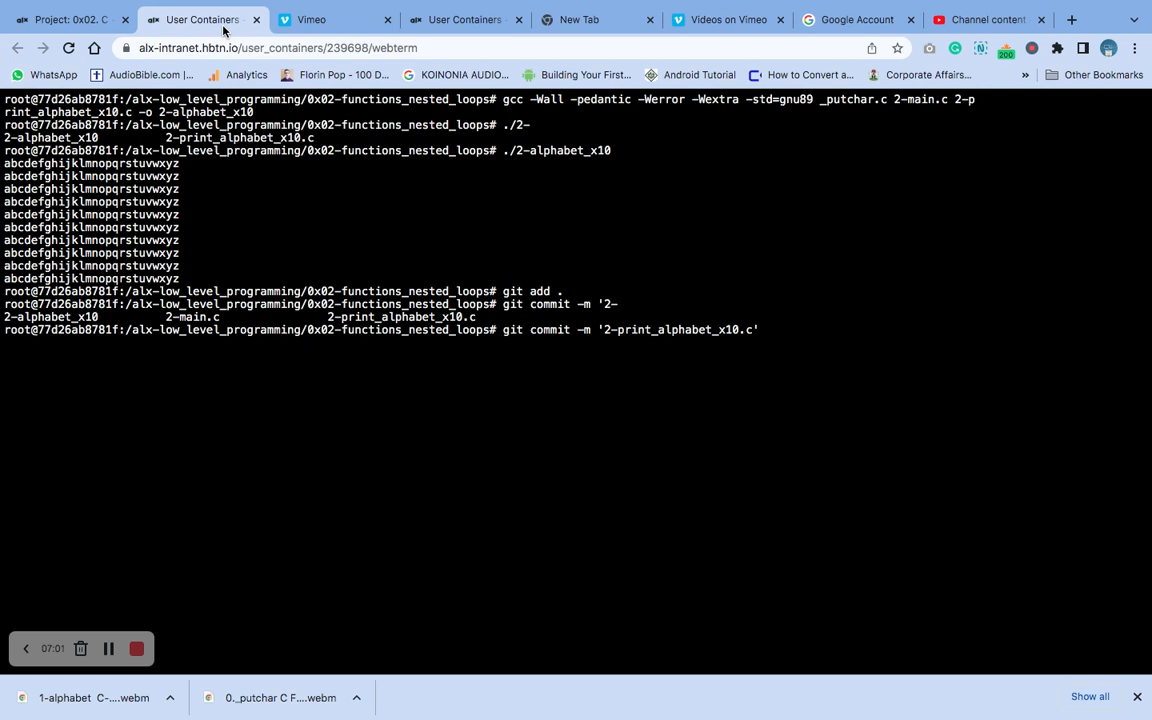 Project: 0x02. C -
User Containers -
Vimeo
User Containers -
New Tab
Videos on Vimeo
Google Account
Channel content
alx-intranet.hbtn.io/user_containers/239698/webterm
200
WhatsApp
AudioBible.com |...
Analytics
Florin Pop - 100 D...
KOINONIA AUDIO...
Building Your First...
Android Tutorial
How to Convert a...
Corporate Affairs...
»
Other Bookmarks
root@77d26ab8781f:/alx-low_level_programming/0x02-functions_nested_loops# gcc -Wall -pedantic -Werror -Wextra -std=gnu89 _putchar.c 2-main.c 2-p
rint_alphabet_x10.c -o 2-alphabet_x10
root@77d26ab8781f:/alx-low_level_programming/0x02-functions_nested_loops# ./2-
2-alphabet_x10 2-print_alphabet_x10.c
root@77d26ab8781f:/alx-low_level_programming/0x02-functions_nested_loops# ./2-alphabet_x10
abcdefghijklmnopqrstuvwxyz
abcdefghijklmnopqrstuvwxyz
abcdefghijklmnopqrstuvwxyz
abcdefghijklmnopqrstuvwxyz
abcdefghijklmnopqrstuvwxyz
abcdefghijklmnopqrstuvwxyz
abcdefghijklmnopqrstuvwxyz
abcdefghijklmnopqrstuvwxyz
abcdefghijklmnopqrstuvwxyz
abcdefghijklmnopqrstuvwxyz
root@77d26ab8781f:/alx-low_level_programming/0x02-functions_nested_loops# git add .
root@77d26ab8781f:/alx-low_level_programming/0x02-functions_nested_loops# git commit -m '2-
2-alphabet_x10 2-main.c 2-print_alphabet_x10.c
root@77d26ab8781f:/alx-low_level_programming/0x02-functions_nested_loops# git commit -m '2-print_alphabet_x10.c'
07:01
1-alphabet C-....webm
0._putchar C F....webm
Show all